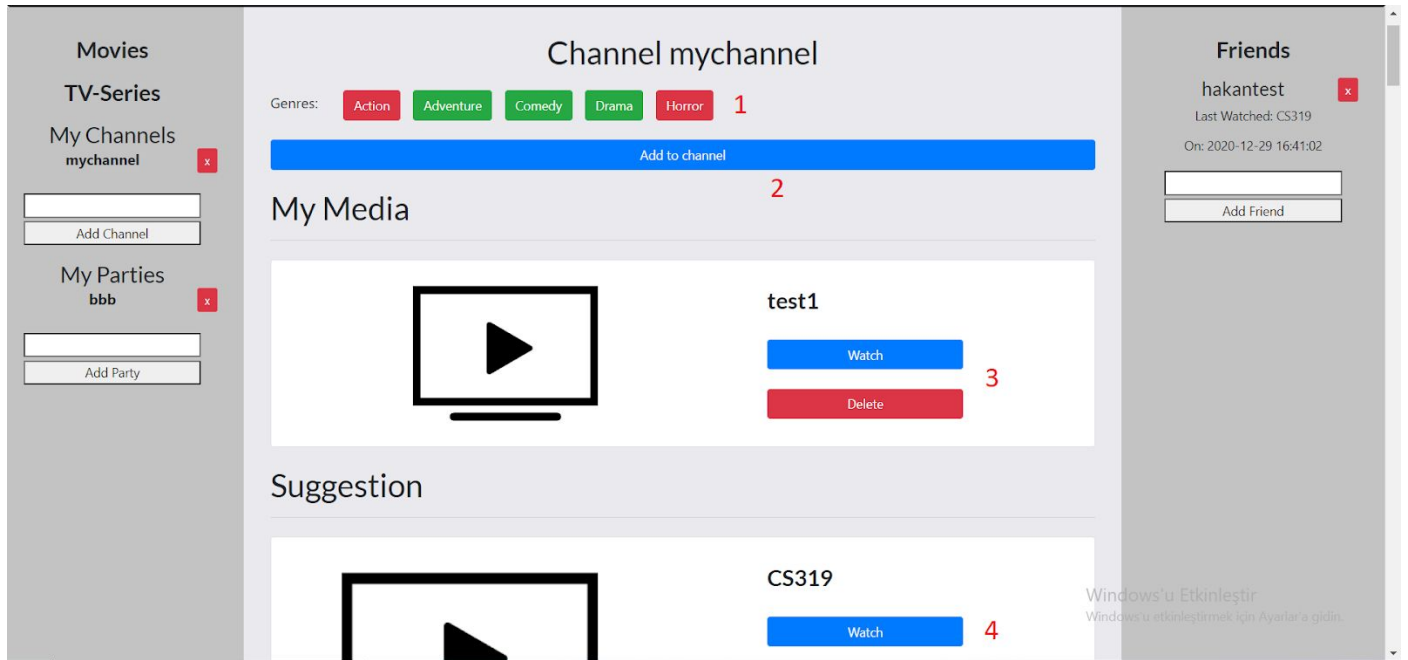 Movies
TV-Series
My Channels
mychannel
x
Add Channel
My Parties
bbb
x
Add Party
Channel mychannel
Genres: Action Adventure Comedy Drama Horror 1
Add to channel
2
My Media
test1
Watch
3
Delete
Suggestion
CS319
Watch 4
Friends
hakantest x
Last Watched: CS319
On: 2020-12-29 16:41:02
Add Friend
Windows'u Etkinleştir
Windows'u etkinleştirmek için Ayarlar'a gidin.